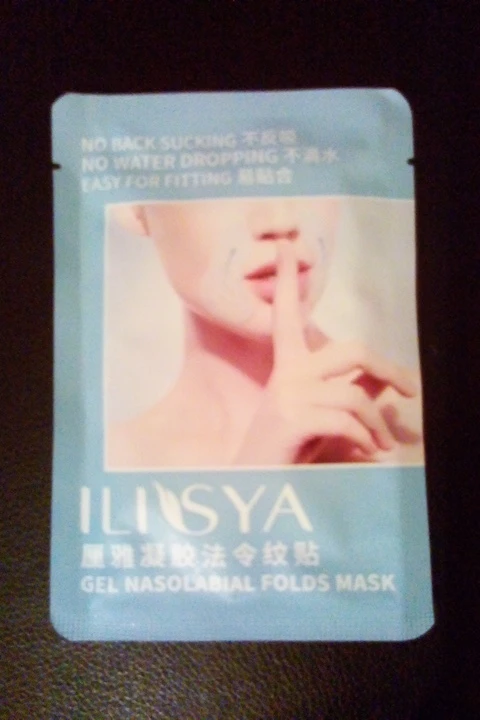 NO BACK SUCKING 不反吸
NO WATER DROPPING 不滴水
EASY FOR FITTING 易贴合
ILISYA
厘雅凝胶法令纹贴
GEL NASOLABIAL FOLDS MASK